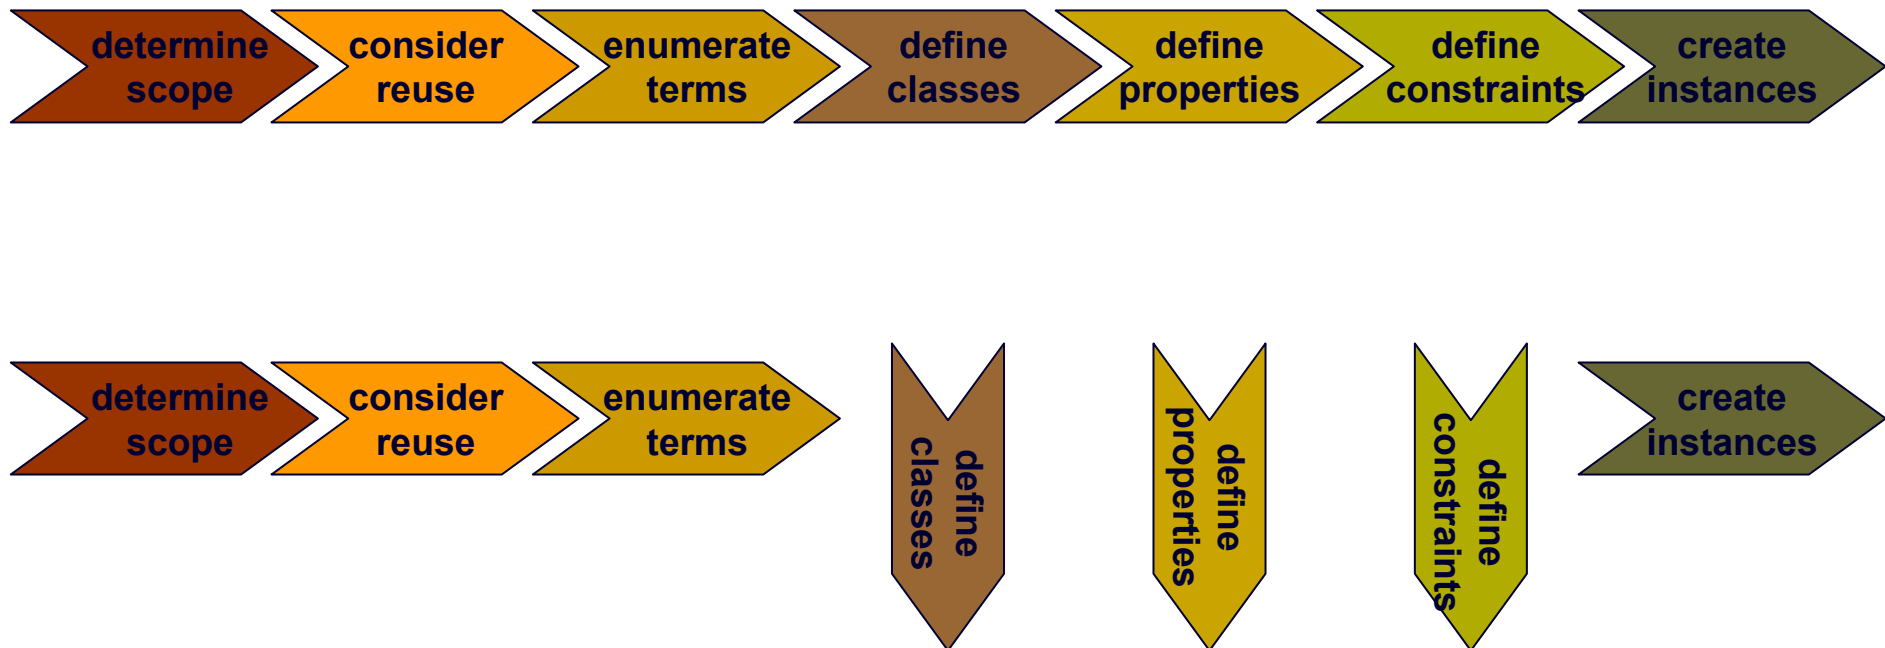 determine
scope
consider
reuse
enumerate
terms
define
classes
define
properties
define
constraints
create
instances
determine
scope
consider
reuse
enumerate
terms
define
classes
define
properties
define
constraints
create
instances